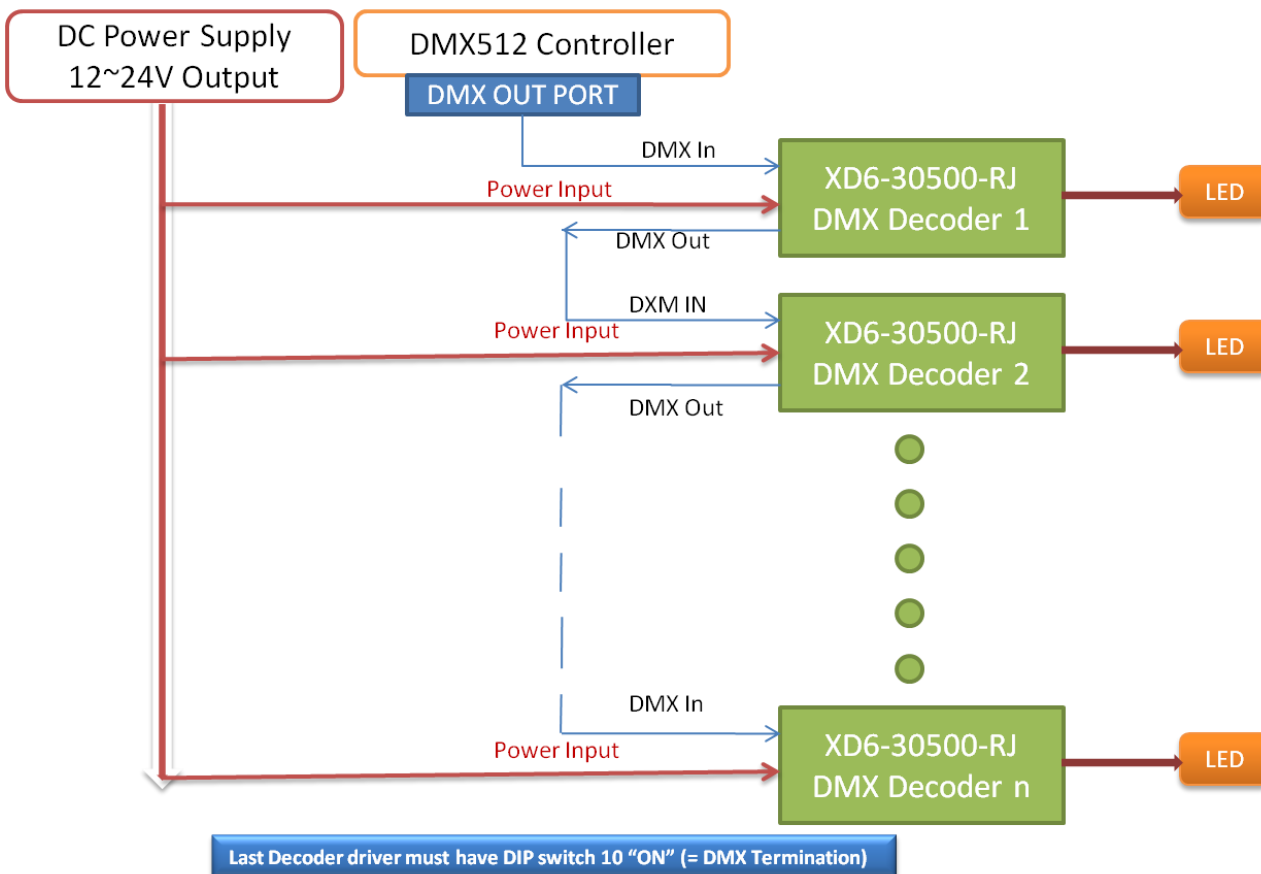 DC Power Supply
12~24V Output
DMX512 Controller
DMX OUT PORT
DMX In
Power Input
XD6-30500-RJ
DMX Decoder 1
LED
DMX Out
DXM IN
Power Input
XD6-30500-RJ
DMX Decoder 2
LED
DMX Out
DMX In
Power Input
XD6-30500-RJ
DMX Decoder n
LED
Last Decoder driver must have DIP switch 10 “ON” (= DMX Termination)